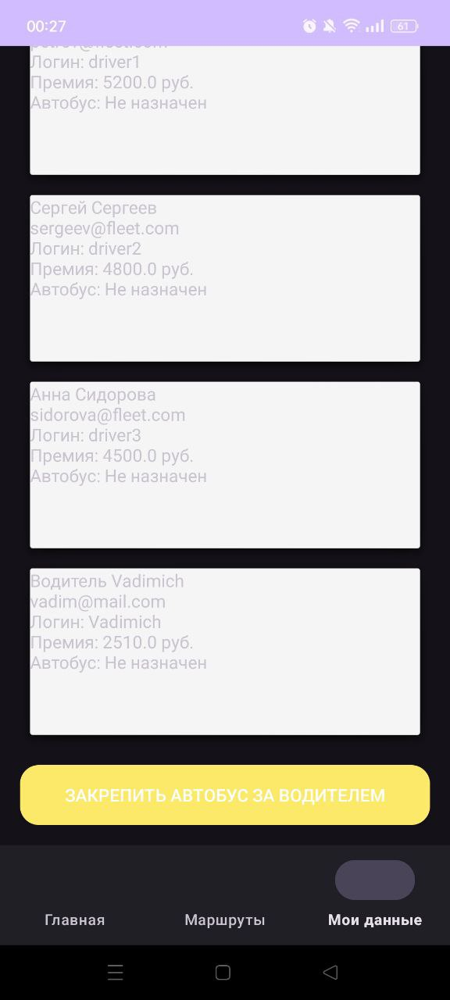 00:27
61
Логин: driver1
Премия: 5200.0 руб.
Автобус: Не назначен
Сергей Сергеев
sergeev@fleet.com
Логин: driver2
Премия: 4800.0 руб.
Автобус: Не назначен
Анна Сидорова
sidorova@fleet.com
Логин: driver3
Премия: 4500.0 руб.
Автобус: Не назначен
Водитель Vadimich
vadim@mail.com
Логин: Vadimich
Премия: 2510.0 руб.
Автобус: Не назначен
ЗАКРЕПИТЬ АВТОБУС ЗА ВОДИТЕЛЕМ
Главная
Маршруты
Мои данные